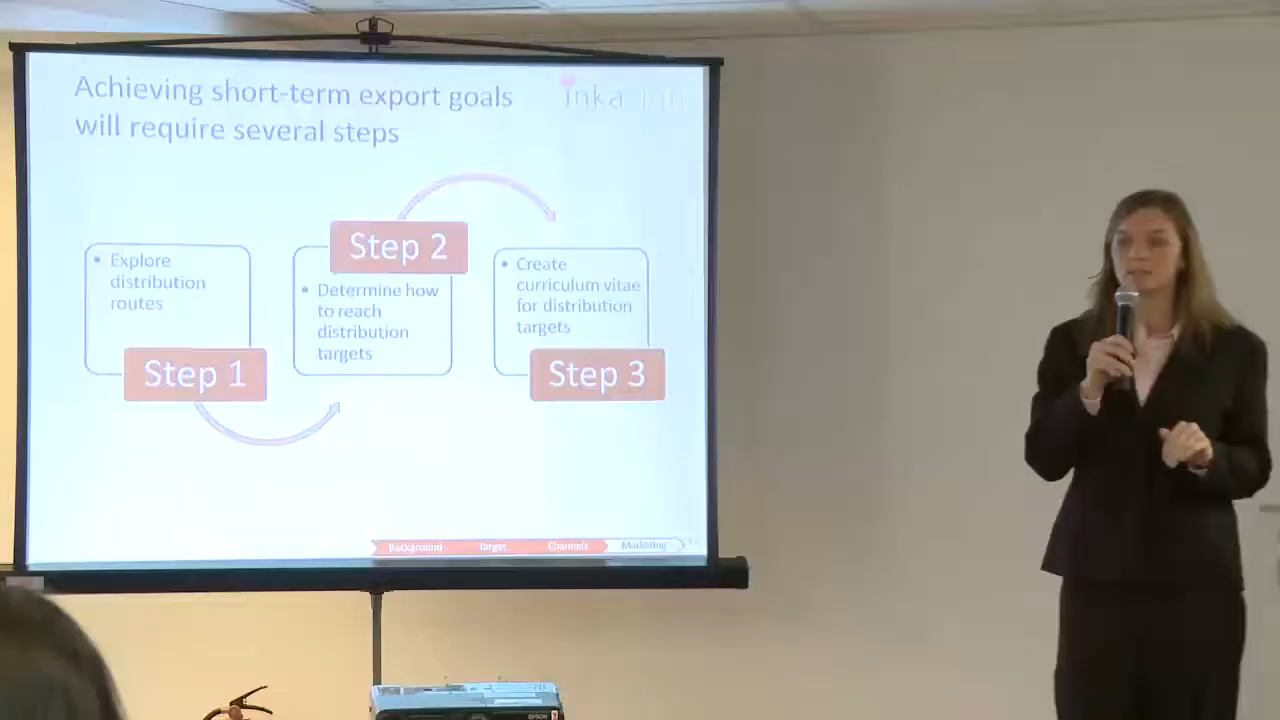 Achieving short-term export goals
will require several steps
inka
• Explore
distribution
routes
Step 1
Step 2
• Determine how
to reach
distribution
targets
• Create
curriculum vitae
for distribution
targets
Step 3
Background Target Channels Marketing
EPSON